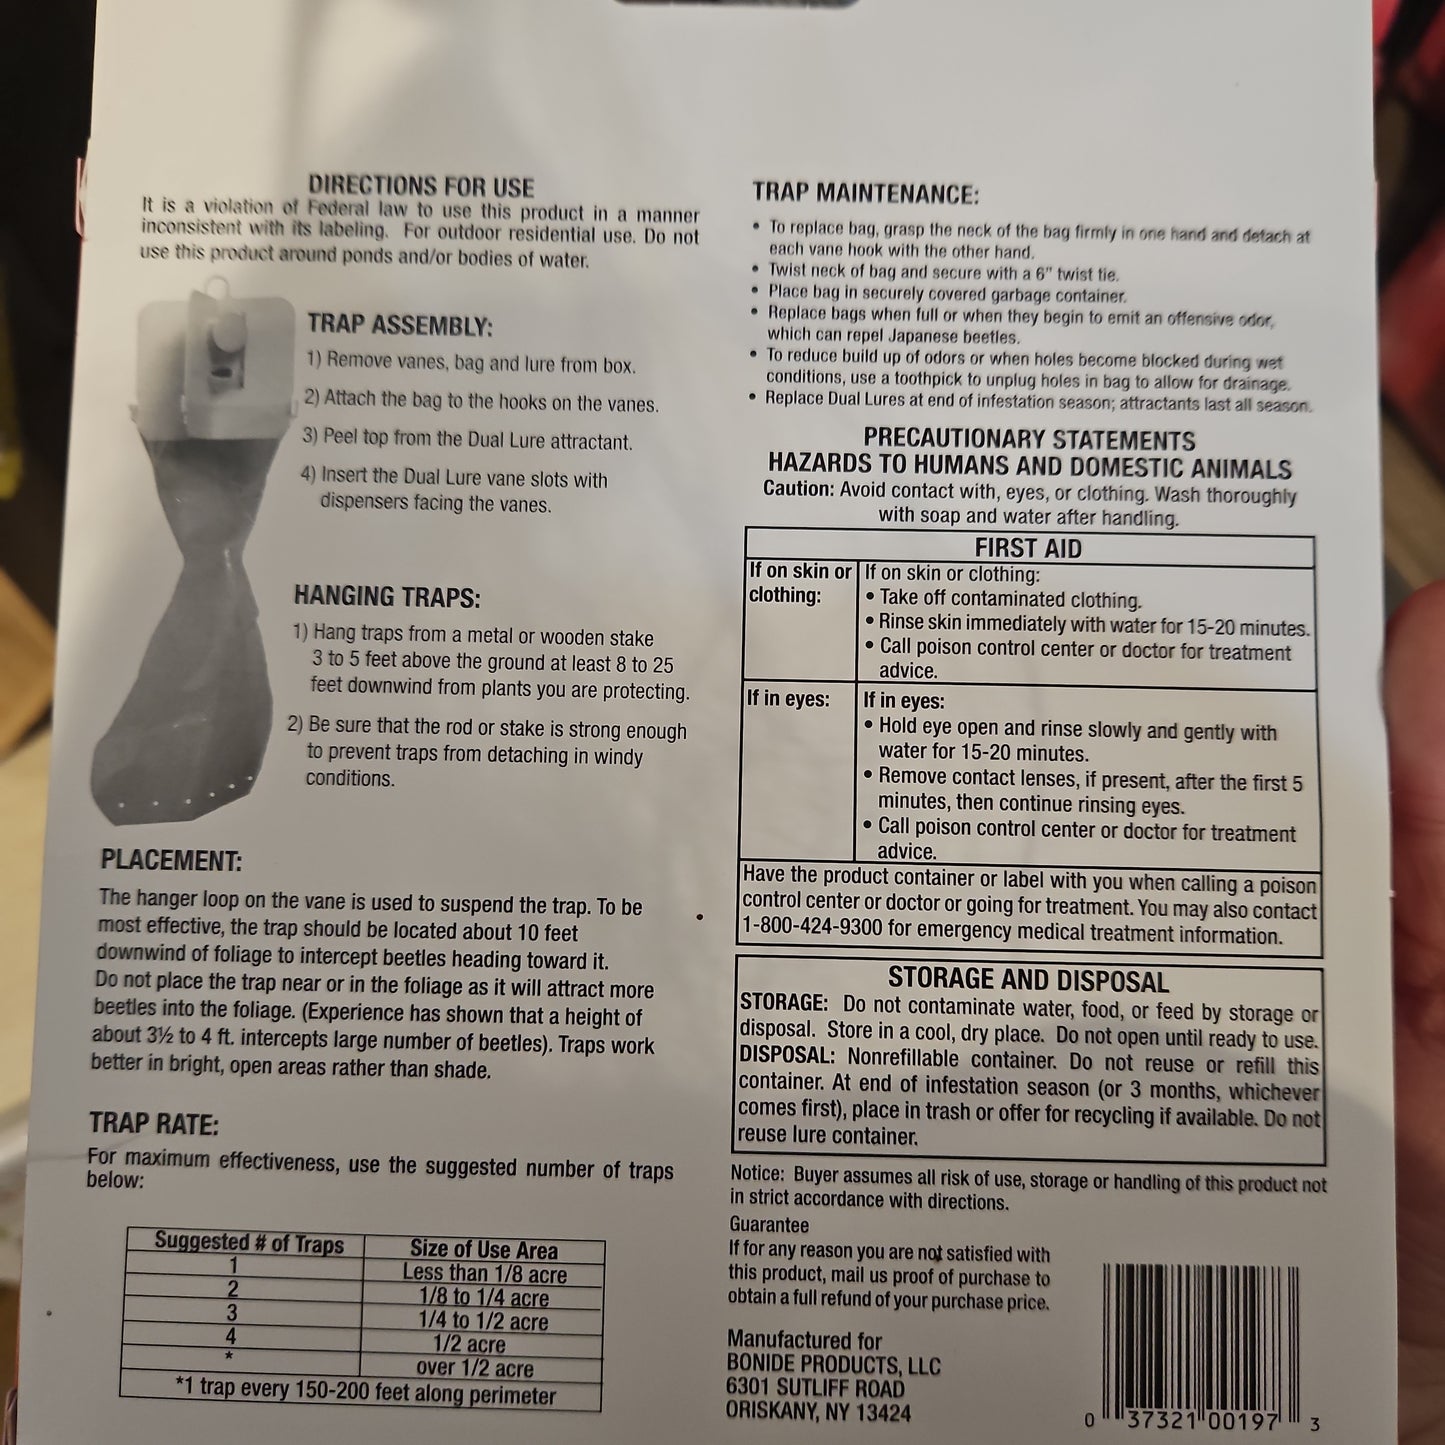 DIRECTIONS FOR USE
It is a violation of Federal law to use this product in a manner
inconsistent with its labeling. For outdoor residential use. Do not
use this product around ponds and/or bodies of water.
TRAP ASSEMBLY:
1) Remove vanes, bag and lure from box.
2) Attach the bag to the hooks on the vanes.
3) Peel top from the Dual Lure attractant.
4) Insert the Dual Lure vane slots with
dispensers facing the vanes.
HANGING TRAPS:
1) Hang traps from a metal or wooden stake
3 to 5 feet above the ground at least 8 to 25
feet downwind from plants you are protecting.
2) Be sure that the rod or stake is strong enough
to prevent traps from detaching in windy
conditions.
PLACEMENT:
The hanger loop on the vane is used to suspend the trap. To be
most effective, the trap should be located about 10 feet
downwind of foliage to intercept beetles heading toward it.
Do not place the trap near or in the foliage as it will attract more
beetles into the foliage. (Experience has shown that a height of
about 3½ to 4 ft. intercepts large number of beetles). Traps work
better in bright, open areas rather than shade.
TRAP RATE:
For maximum effectiveness, use the suggested number of traps
below:
Suggested # of Traps Size of Use Area
1 Less than 1/8 acre
2 1/8 to 1/4 acre
3 1/4 to 1/2 acre
4 1/2 acre
* over 1/2 acre
*1 trap every 150-200 feet along perimeter
TRAP MAINTENANCE:
• To replace bag, grasp the neck of the bag firmly in one hand and detach at
each vane hook with the other hand.
• Twist neck of bag and secure with a 6" twist tie.
• Place bag in securely covered garbage container.
• Replace bags when full or when they begin to emit an offensive odor,
which can repel Japanese beetles.
• To reduce build up of odors or when holes become blocked during wet
conditions, use a toothpick to unplug holes in bag to allow for drainage.
• Replace Dual Lures at end of infestation season; attractants last all season.
PRECAUTIONARY STATEMENTS
HAZARDS TO HUMANS AND DOMESTIC ANIMALS
Caution: Avoid contact with, eyes, or clothing. Wash thoroughly
with soap and water after handling.
FIRST AID
If on skin or If on skin or clothing:
clothing: • Take off contaminated clothing.
• Rinse skin immediately with water for 15-20 minutes.
• Call poison control center or doctor for treatment
advice.
If in eyes: If in eyes:
• Hold eye open and rinse slowly and gently with
water for 15-20 minutes.
• Remove contact lenses, if present, after the first 5
minutes, then continue rinsing eyes.
• Call poison control center or doctor for treatment
advice.
Have the product container or label with you when calling a poison
control center or doctor or going for treatment. You may also contact
1-800-424-9300 for emergency medical treatment information.
STORAGE AND DISPOSAL
STORAGE: Do not contaminate water, food, or feed by storage or
disposal. Store in a cool, dry place. Do not open until ready to use.
DISPOSAL: Nonrefillable container. Do not reuse or refill this
container. At end of infestation season (or 3 months, whichever
comes first), place in trash or offer for recycling if available. Do not
reuse lure container.
Notice: Buyer assumes all risk of use, storage or handling of this product not
in strict accordance with directions.
Guarantee
If for any reason you are not satisfied with
this product, mail us proof of purchase to
obtain a full refund of your purchase price.
Manufactured for
BONIDE PRODUCTS, LLC
6301 SUTLIFF ROAD
ORISKANY, NY 13424
0 37321 00197 3